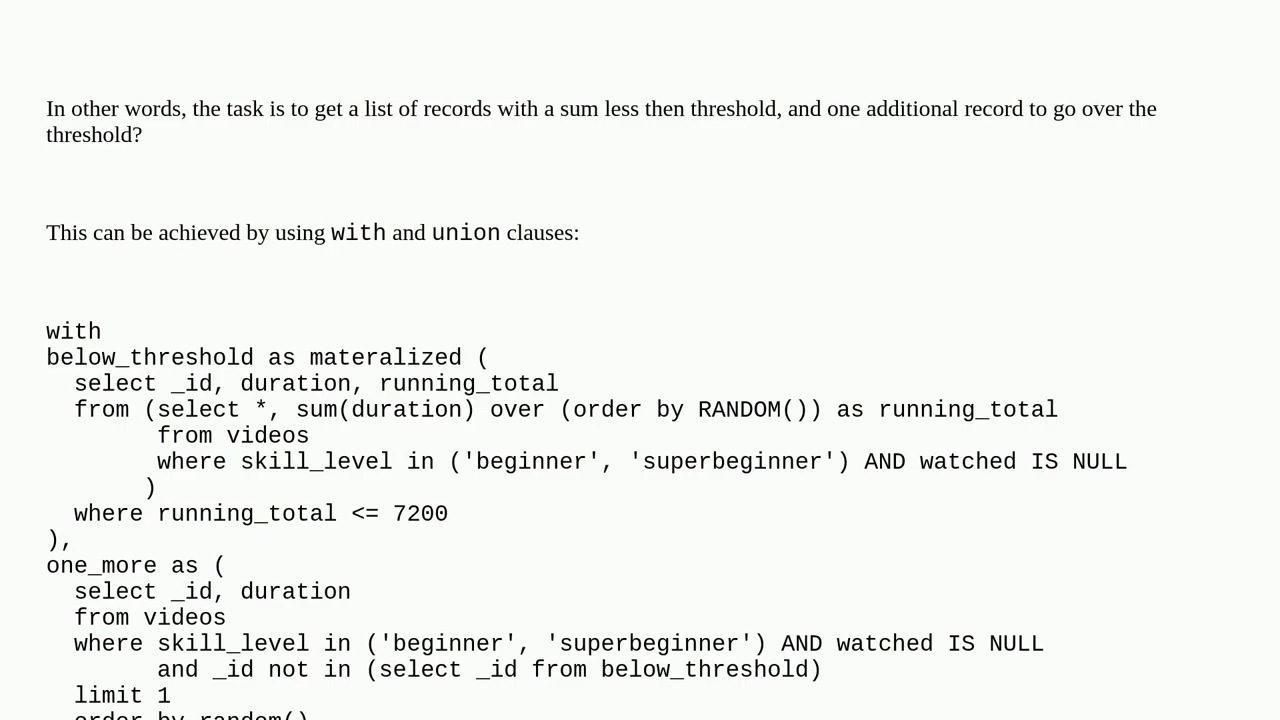 In other words, the task is to get a list of records with a sum less then threshold, and one additional record to go over the
threshold?
This can be achieved by using with and union clauses:
with
below_threshold as materalized (
  select _id, duration, running_total
  from (select *, sum(duration) over (order by RANDOM()) as running_total
        from videos
        where skill_level in ('beginner', 'superbeginner') AND watched IS NULL
       )
  where running_total <= 7200
),
one_more as (
  select _id, duration
  from videos
  where skill_level in ('beginner', 'superbeginner') AND watched IS NULL
        and _id not in (select _id from below_threshold)
  limit 1
  order by random()